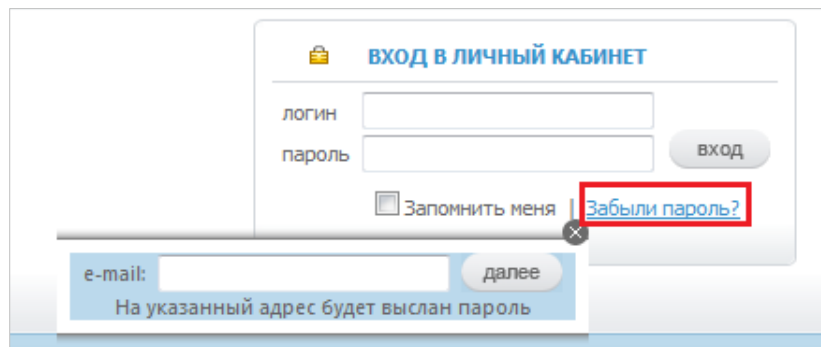 ВХОД В ЛИЧНЫЙ КАБИНЕТ
логин
пароль
вход
Запомнить меня | Забыли пароль?
e-mail:
далее
На указанный адрес будет выслан пароль